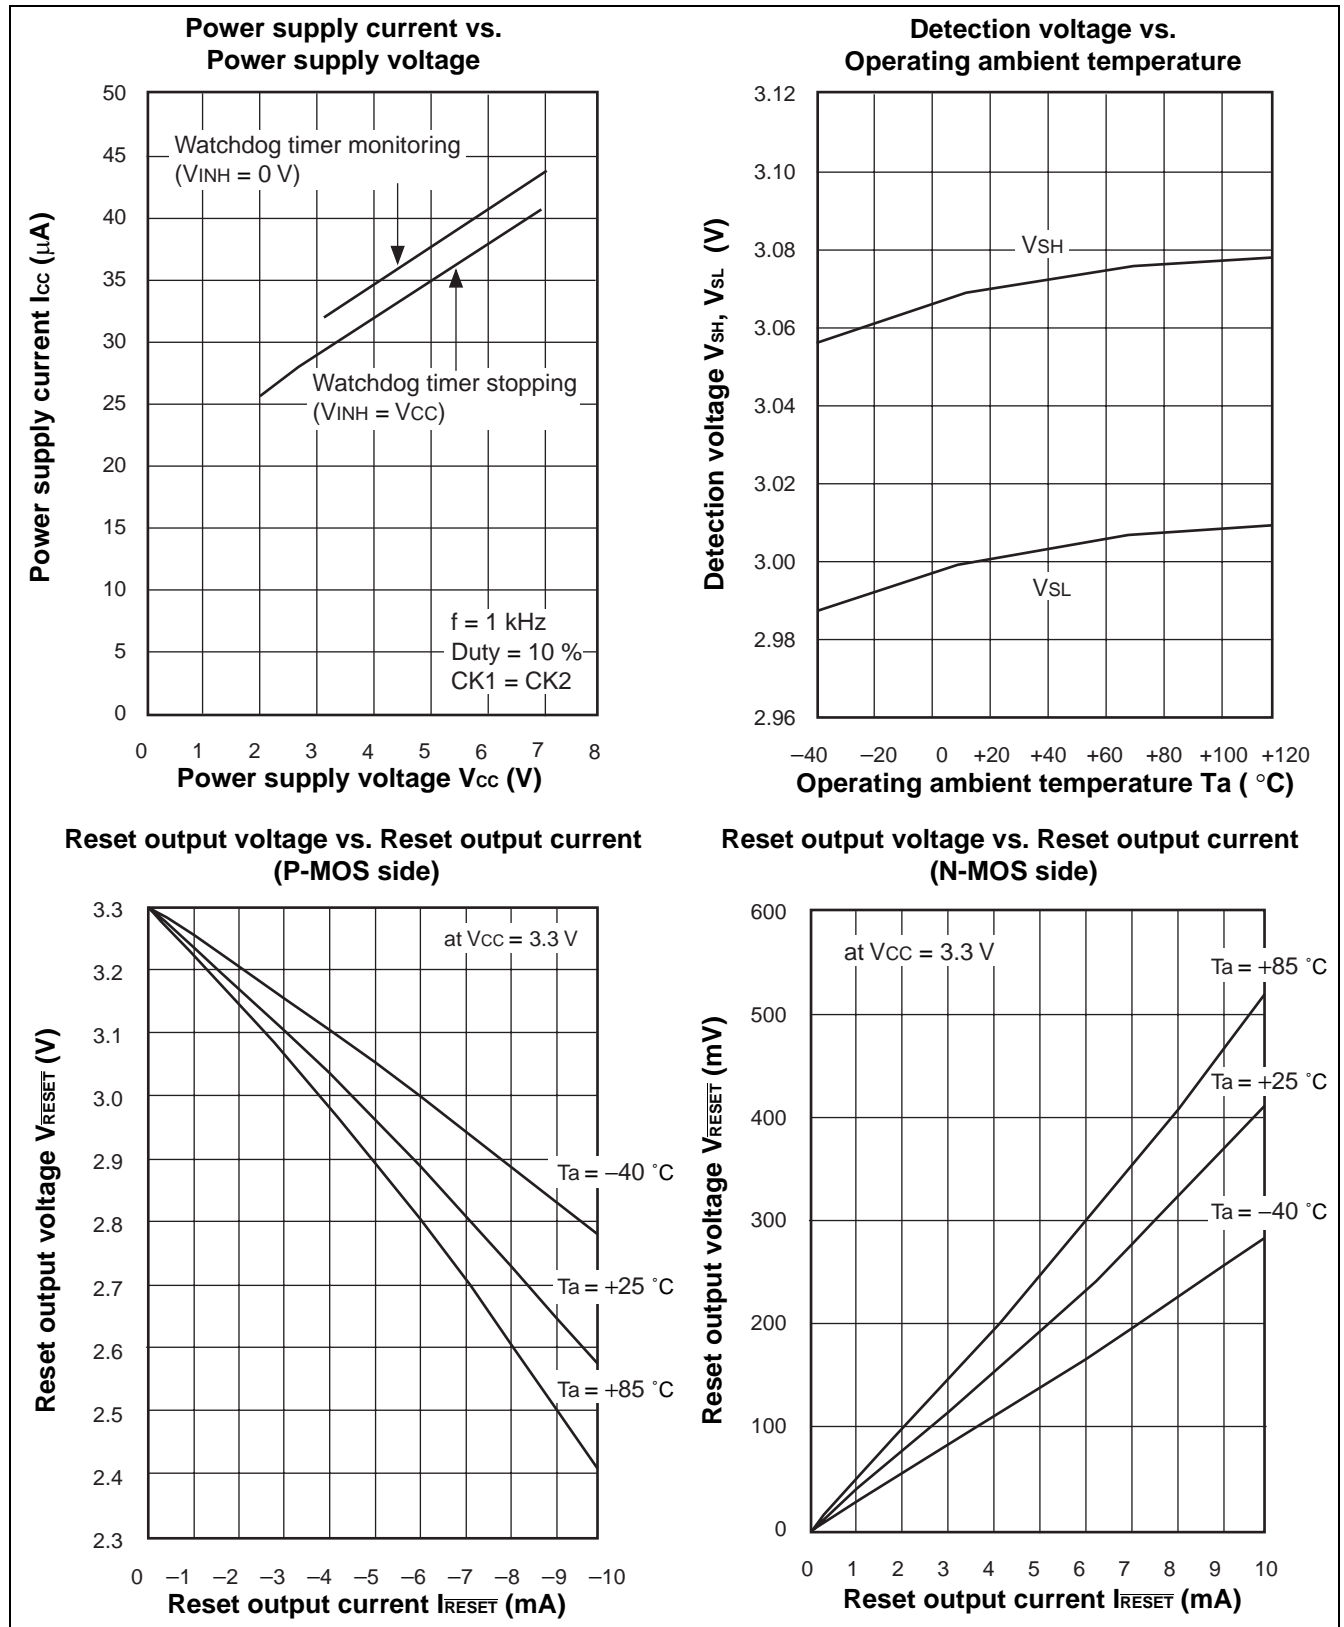 Power supply current vs.
Power supply voltage
50
45
40
35
30
25
20
15
10
5
0
Power supply current ICC (µA)
Watchdog timer monitoring
(VINH = 0 V)
Watchdog timer stopping
(VINH = VCC)
f = 1 kHz
Duty = 10 %
CK1 = CK2
0 1 2 3 4 5 6 7 8
Power supply voltage VCC (V)
Detection voltage vs.
Operating ambient temperature
3.12
3.10
3.08
3.06
3.04
3.02
3.00
2.98
2.96
Detection voltage VSH, VSL (V)
VSH
VSL
–40 –20 0 +20 +40 +60 +80 +100 +120
Operating ambient temperature Ta ( °C)
Reset output voltage vs. Reset output current
(P-MOS side)
3.3
3.2
3.1
3.0
2.9
2.8
2.7
2.6
2.5
2.4
2.3
Reset output voltage VRESET (V)
at VCC = 3.3 V
Ta = –40 ˚C
Ta = +25 ˚C
Ta = +85 ˚C
0 –1 –2 –3 –4 –5 –6 –7 –8 –9 –10
Reset output current IRESET (mA)
Reset output voltage vs. Reset output current
(N-MOS side)
600
500
400
300
200
100
0
Reset output voltage VRESET (mV)
at VCC = 3.3 V
Ta = +85 ˚C
Ta = +25 ˚C
Ta = –40 ˚C
0 1 2 3 4 5 6 7 8 9 10
Reset output current IRESET (mA)